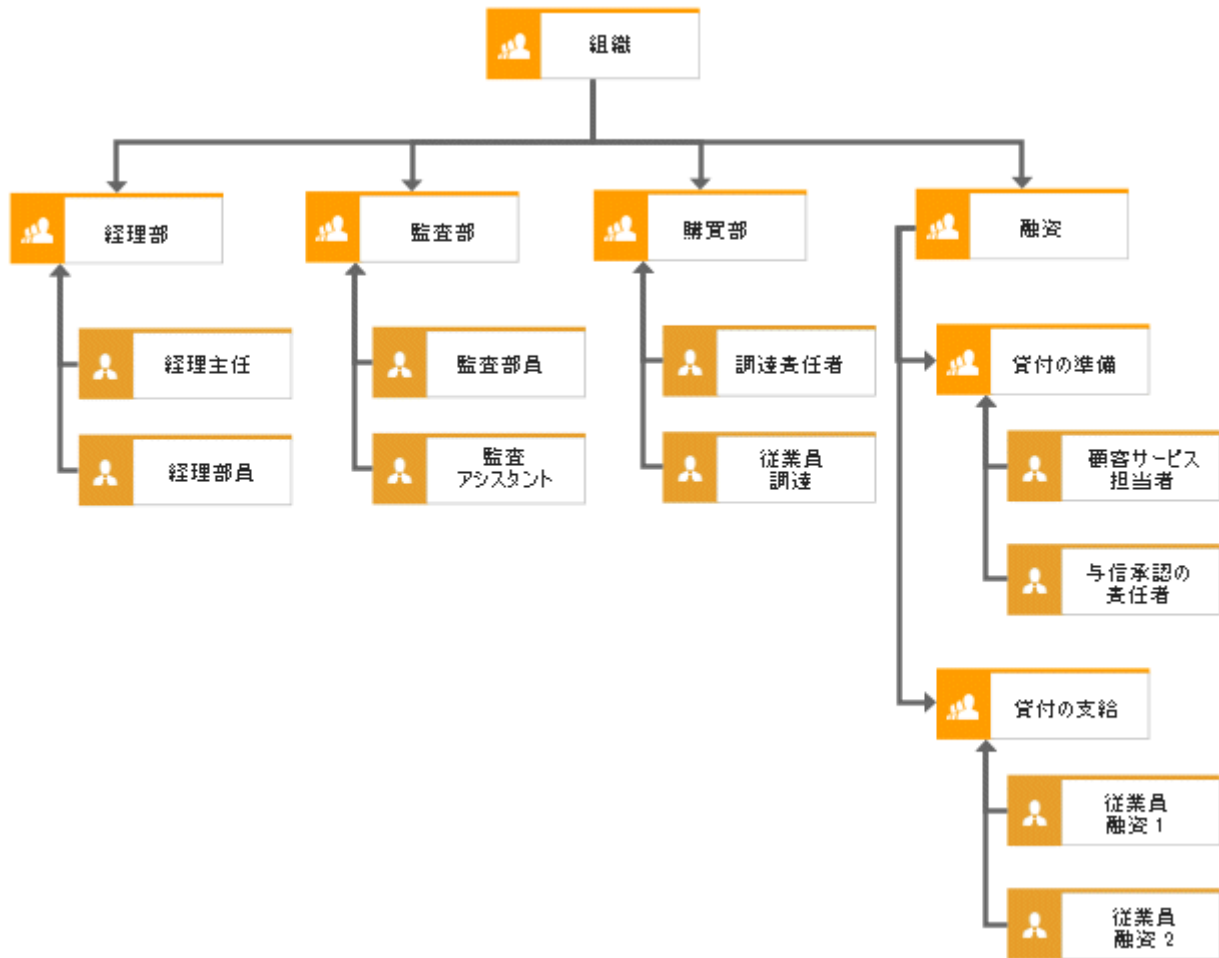 組織
経理部
監査部
購買部
融資
経理主任
監査部員
調達責任者
貸付の準備
経理部員
監査
アシスタント
従業員
調達
顧客サービス
担当者
与信承認の
責任者
貸付の支給
従業員
融資 1
従業員
融資 2